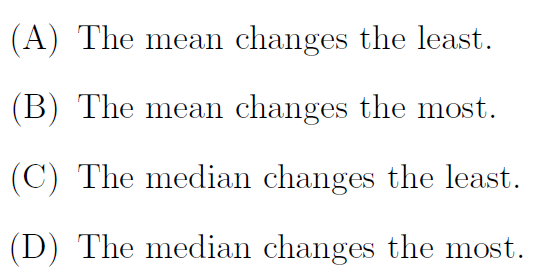 (A) The mean changes the least.
(B) The mean changes the most.
(C) The median changes the least.
(D) The median changes the most.